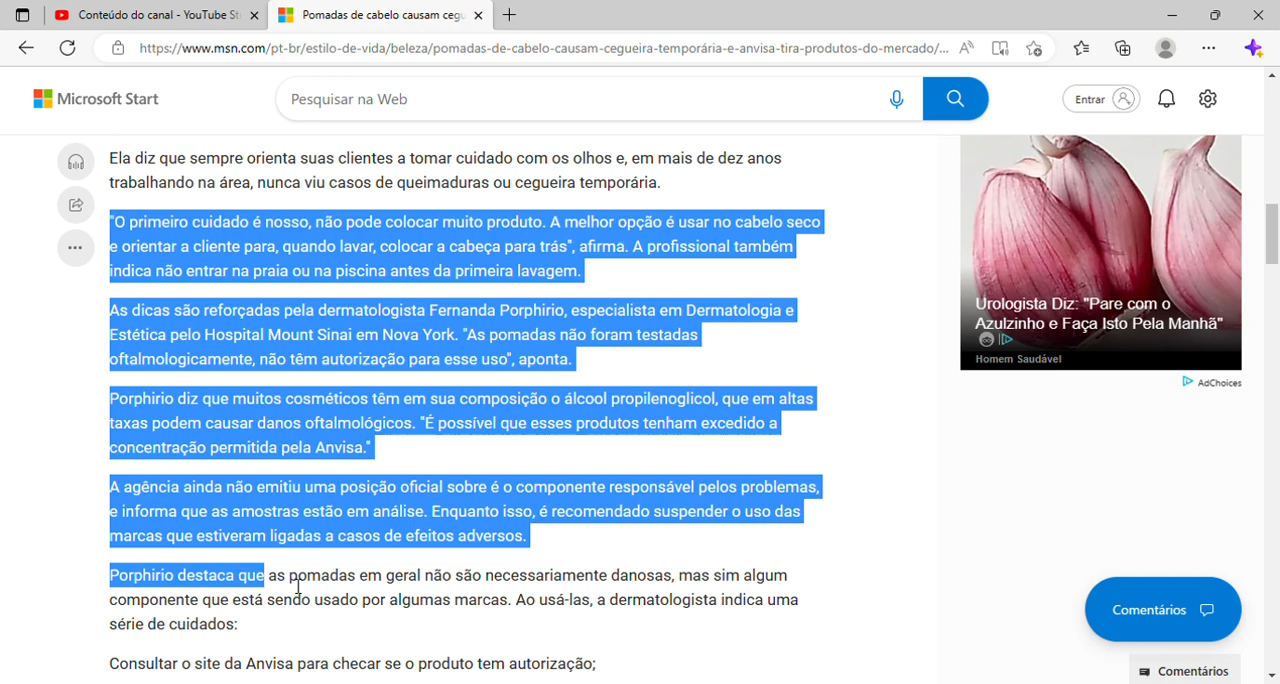 Conteúdo do canal - YouTube St
Pomadas de cabelo causam cegu
https://www.msn.com/pt-br/estilo-de-vida/beleza/pomadas-de-cabelo-causam-cegueira-temporária-e-anvisa-tira-produtos-do-mercado/...
Microsoft Start
Pesquisar na Web
Entrar
Ela diz que sempre orienta suas clientes a tomar cuidado com os olhos e, em mais de dez anos
trabalhando na área, nunca viu casos de queimaduras ou cegueira temporária.
"O primeiro cuidado é nosso, não pode colocar muito produto. A melhor opção é usar no cabelo seco
e orientar a cliente para, quando lavar, colocar a cabeça para trás", afirma. A profissional também
indica não entrar na praia ou na piscina antes da primeira lavagem.
As dicas são reforçadas pela dermatologista Fernanda Porphirio, especialista em Dermatologia e
Estética pelo Hospital Mount Sinai em Nova York. "As pomadas não foram testadas
oftalmologicamente, não têm autorização para esse uso", aponta.
Porphirio diz que muitos cosméticos têm em sua composição o álcool propilenoglicol, que em altas
taxas podem causar danos oftalmológicos. "É possível que esses produtos tenham excedido a
concentração permitida pela Anvisa."
A agência ainda não emitiu uma posição oficial sobre é o componente responsável pelos problemas,
e informa que as amostras estão em análise. Enquanto isso, é recomendado suspender o uso das
marcas que estiveram ligadas a casos de efeitos adversos.
Porphirio destaca que as pomadas em geral não são necessariamente danosas, mas sim algum
componente que está sendo usado por algumas marcas. Ao usá-las, a dermatologista indica uma
série de cuidados:
Consultar o site da Anvisa para checar se o produto tem autorização;
Urologista Diz: "Pare com o
Azulzinho e Faça Isto Pela Manhã"
Homem Saudável
AdChoices
Comentários
Comentários